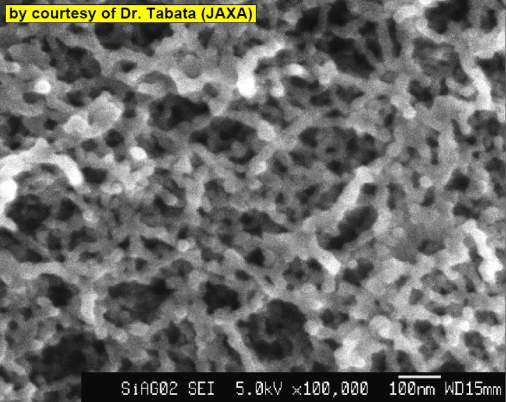 by courtesy of Dr. Tabata (JAXA)
SiAG02 SEI 5.0kV ×100,000 100nm WD15mm